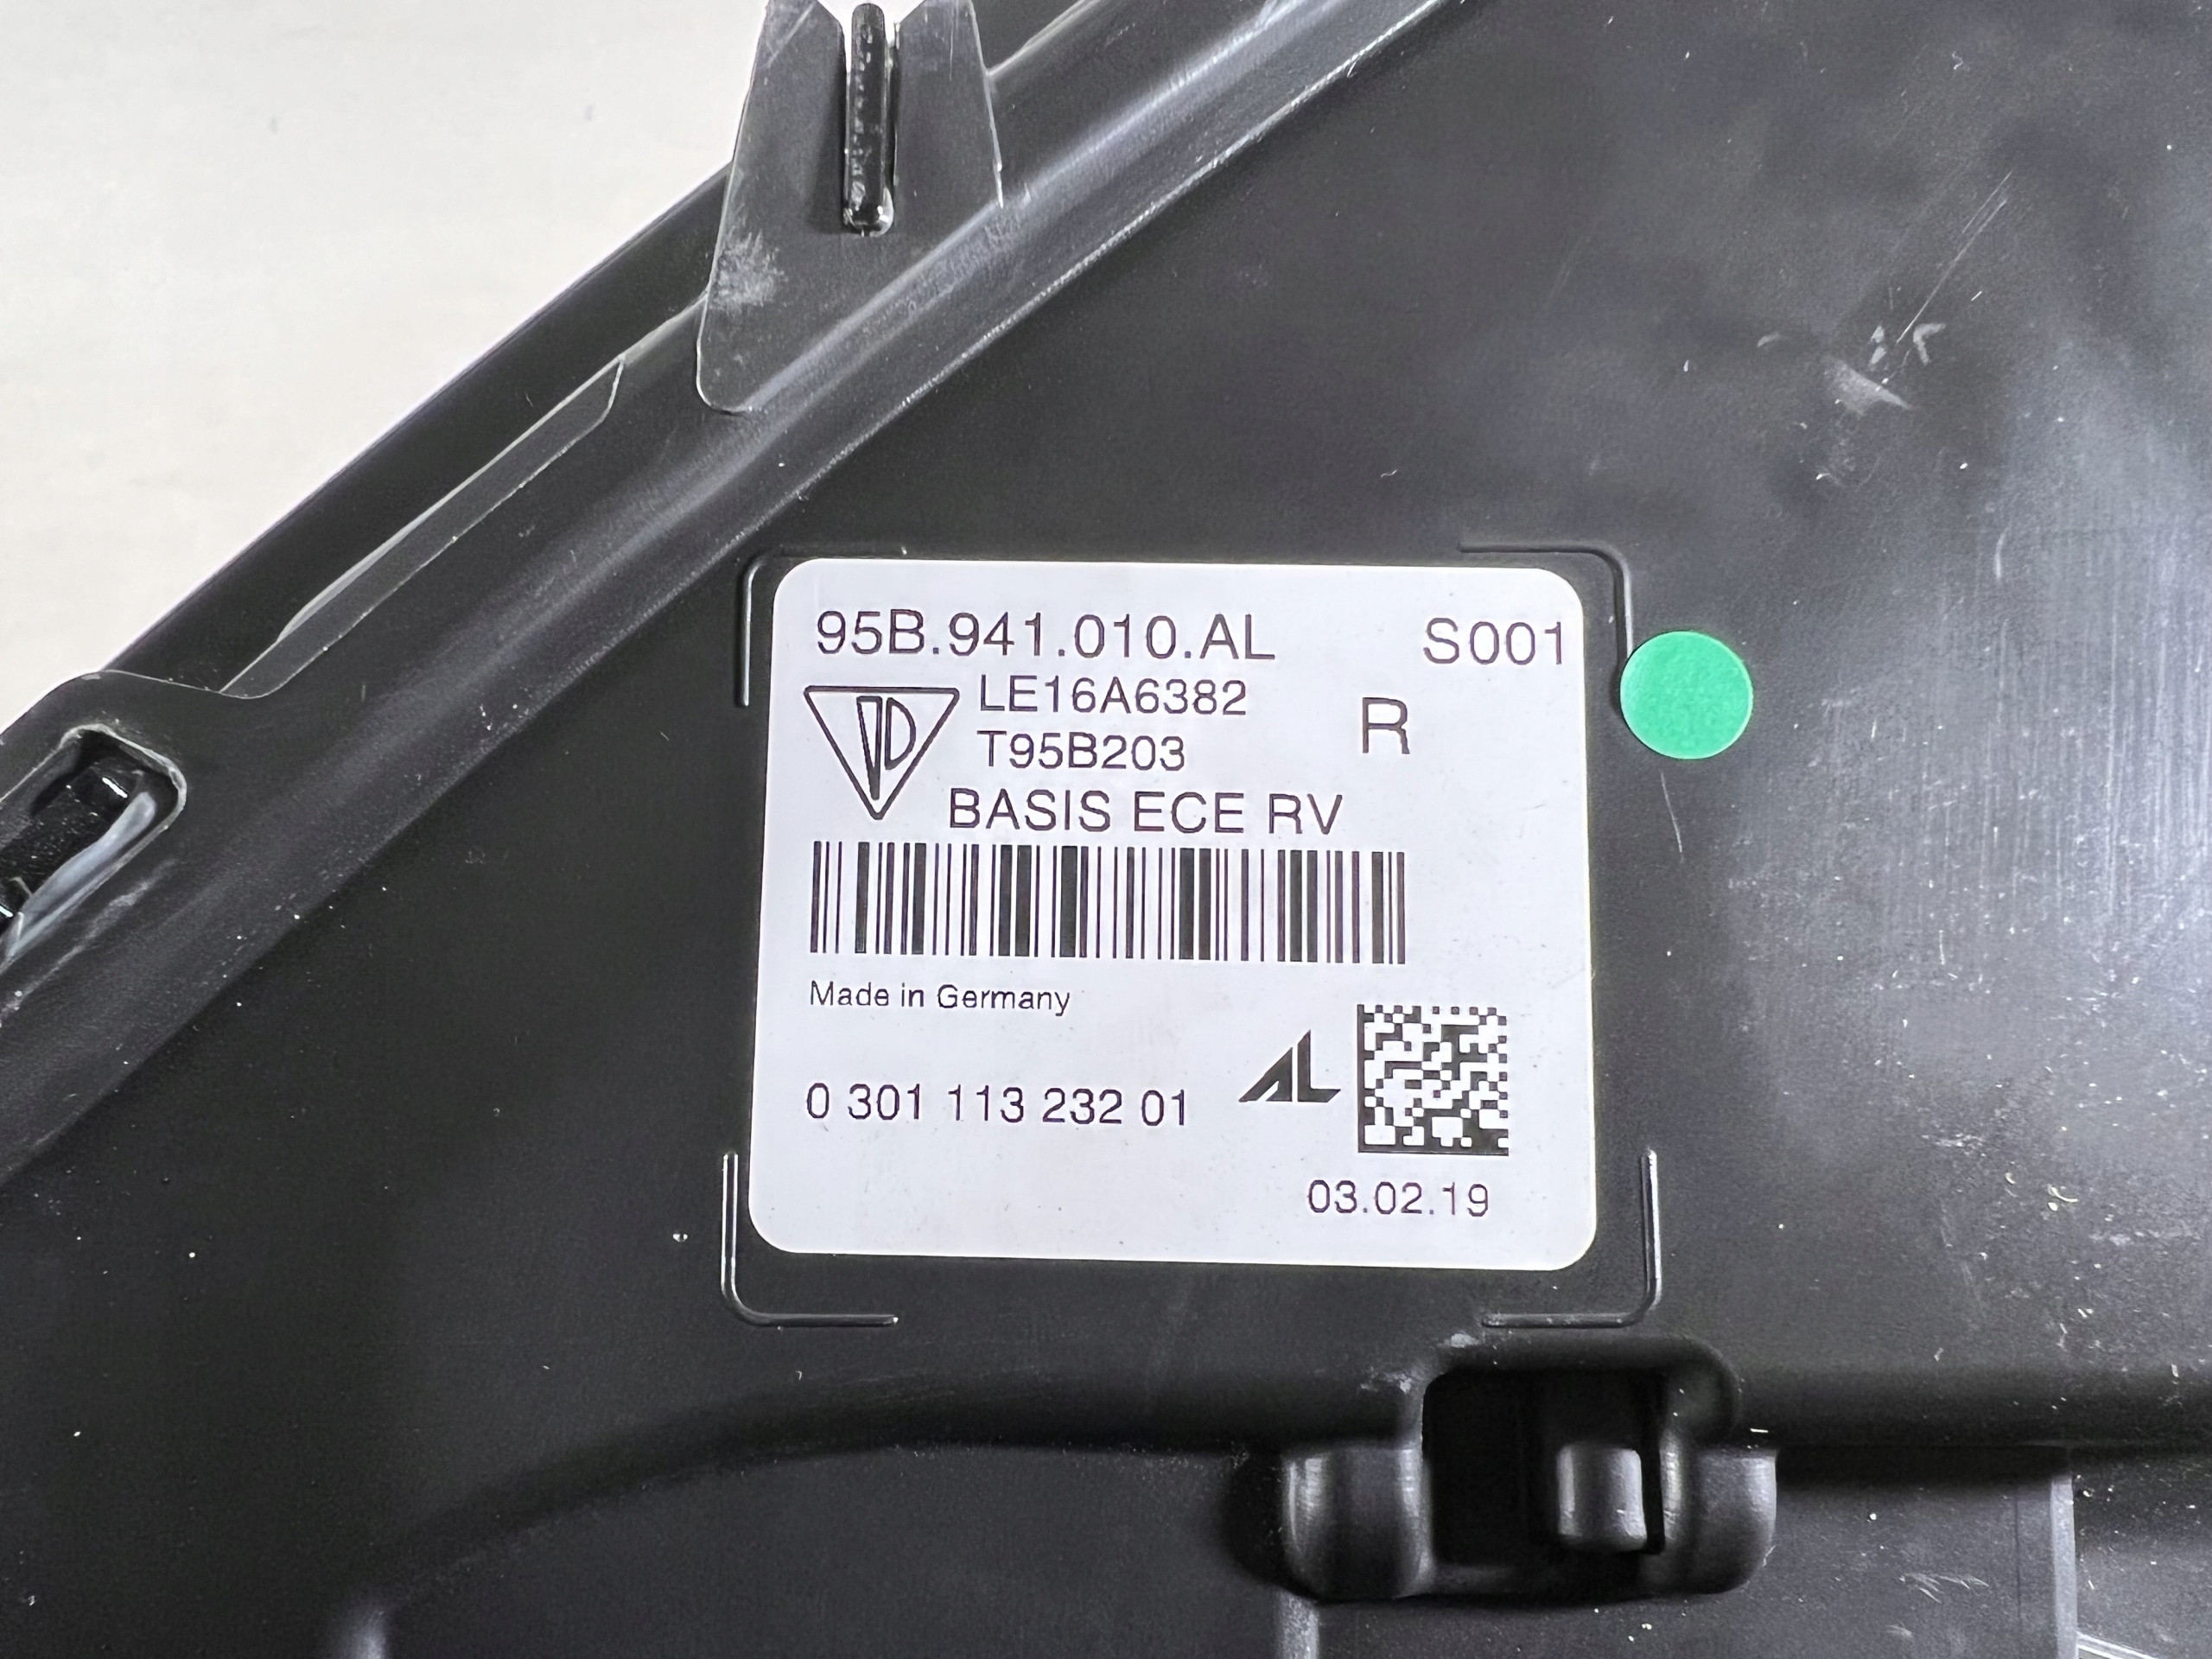 95B.941.010.AL S001
LE16A6382
T95B203 R
BASIS ECE RV
Made in Germany
0 301 113 232 01 AL
03.02.19